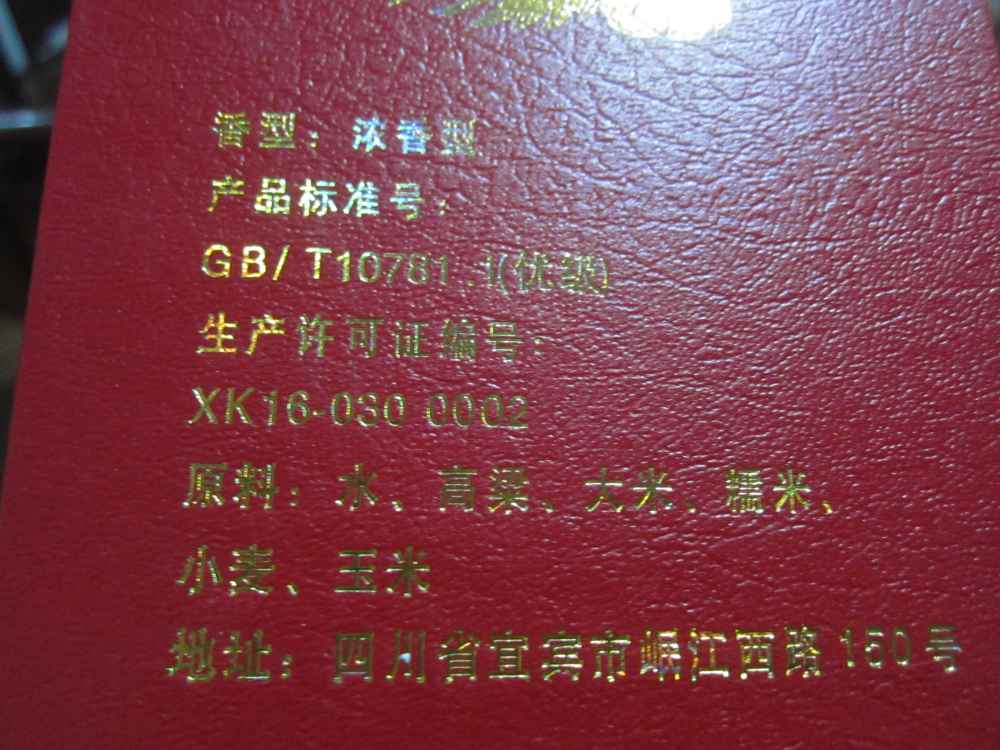 香型：浓香型
产品标准号：
GB/T10781.1(优级)
生产许可证编号：
XK16-030 0002
原料：水、高粱、大米、糯米、
小麦、玉米
地址：四川省宜宾市岷江西路150号